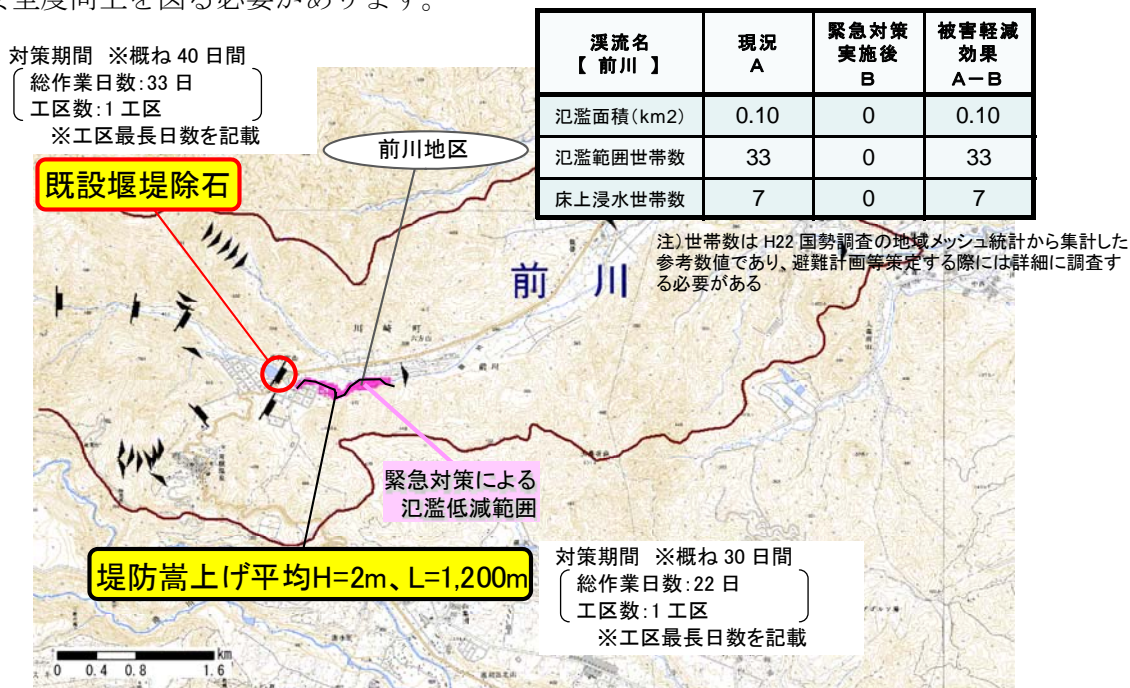 全度向上を図る必要があります。
対策期間 ※概ね 40 日間
総作業日数:33 日
工区数:1 工区
※工区最長日数を記載
渓流名
【 前川 】
現況
A
緊急対策
実施後
B
被害軽減
効果
A－B
氾濫面積(km2) 0.10 0 0.10
氾濫範囲世帯数 33 0 33
床上浸水世帯数 7 0 7
注)世帯数は H22 国勢調査の地域メッシュ統計から集計した
参考数値であり、避難計画等策定する際には詳細に調査す
る必要がある
前川地区
既設堰堤除石
前 川
川 崎 町
六方山
前川
緊急対策による
氾濫低減範囲
堤防嵩上げ平均H=2m、L=1,200m
対策期間 ※概ね 30 日間
総作業日数:22 日
工区数:1 工区
※工区最長日数を記載
km
0 0.4 0.8 1.6